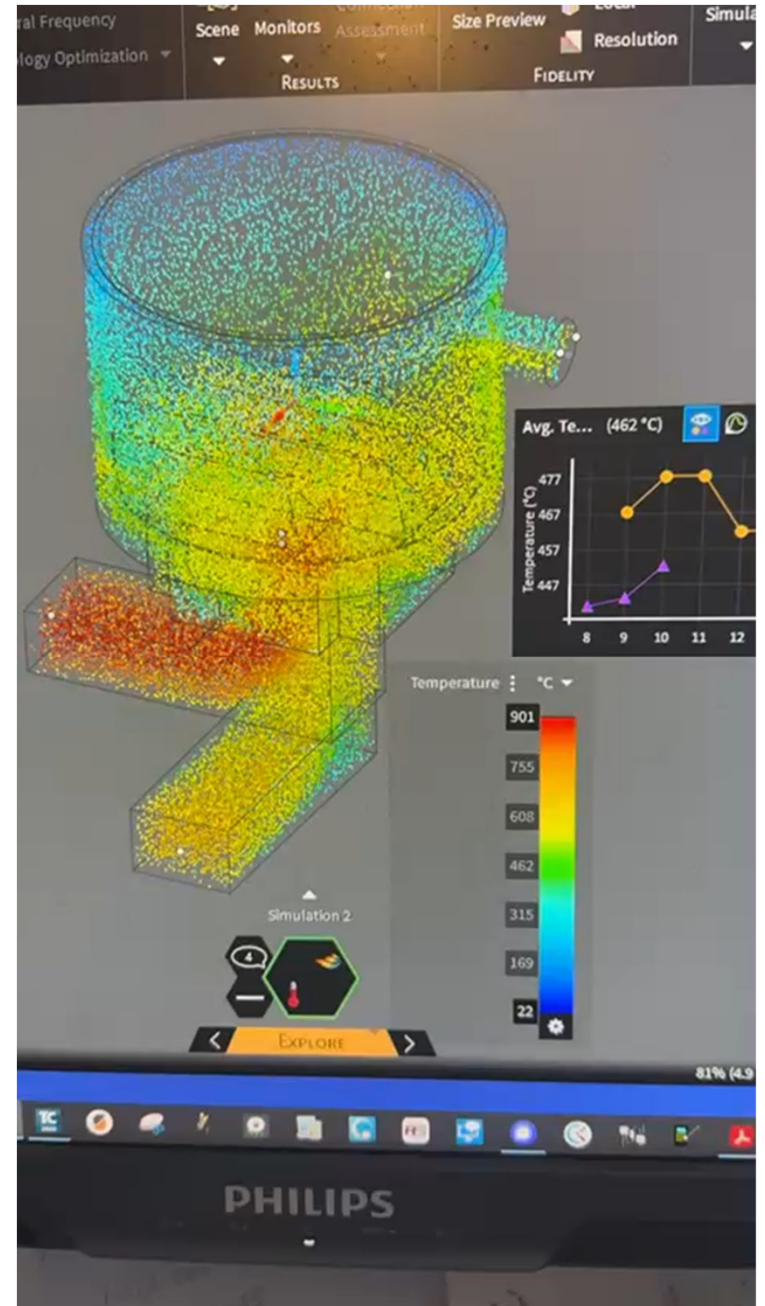 ral Frequency
logy Optimization
Scene
Monitors
Assessment
RESULTS
Size Preview
Local
Resolution
FIDELITY
Simula
Avg. Te... (462 °C)
Temperature (°C)
477
467
457
447
8 9 10 11 12
Temperature °C
901
755
608
462
315
169
22
Simulation 2
4
EXPLORE
81% (4.9
TC
PHILIPS